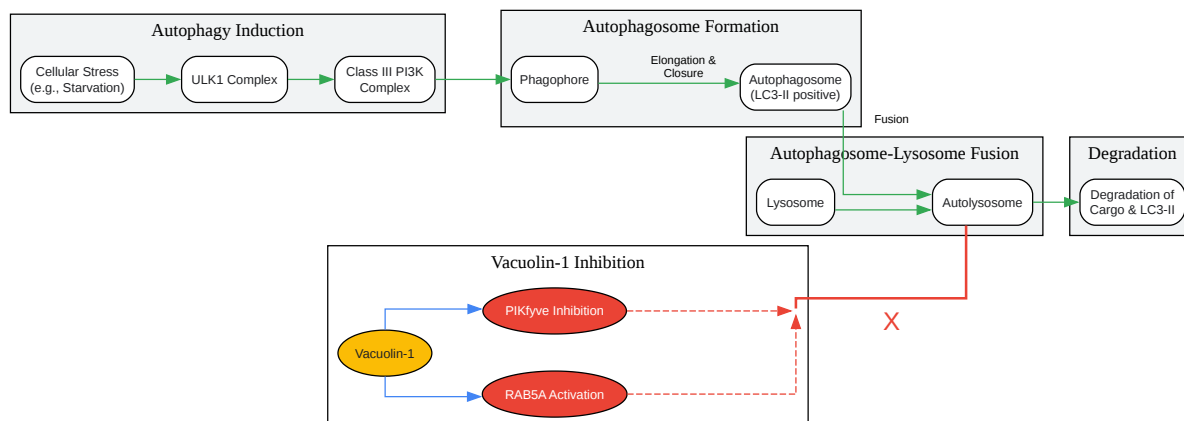 Autophagy Induction
Cellular Stress
(e.g., Starvation)
ULK1 Complex
Class III PI3K
Complex
Autophagosome Formation
Phagophore
Elongation &
Closure
Autophagosome
(LC3-II positive)
Fusion
Autophagosome-Lysosome Fusion
Lysosome
Autolysosome
Degradation
Degradation of
Cargo & LC3-II
Vacuolin-1 Inhibition
Vacuolin-1
PIKfyve Inhibition
RAB5A Activation
X